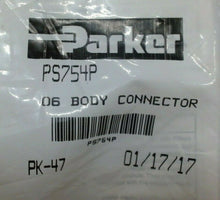 Parker
PS754P
06 BODY CONNECTOR
PS754P
PK-47 01/17/17